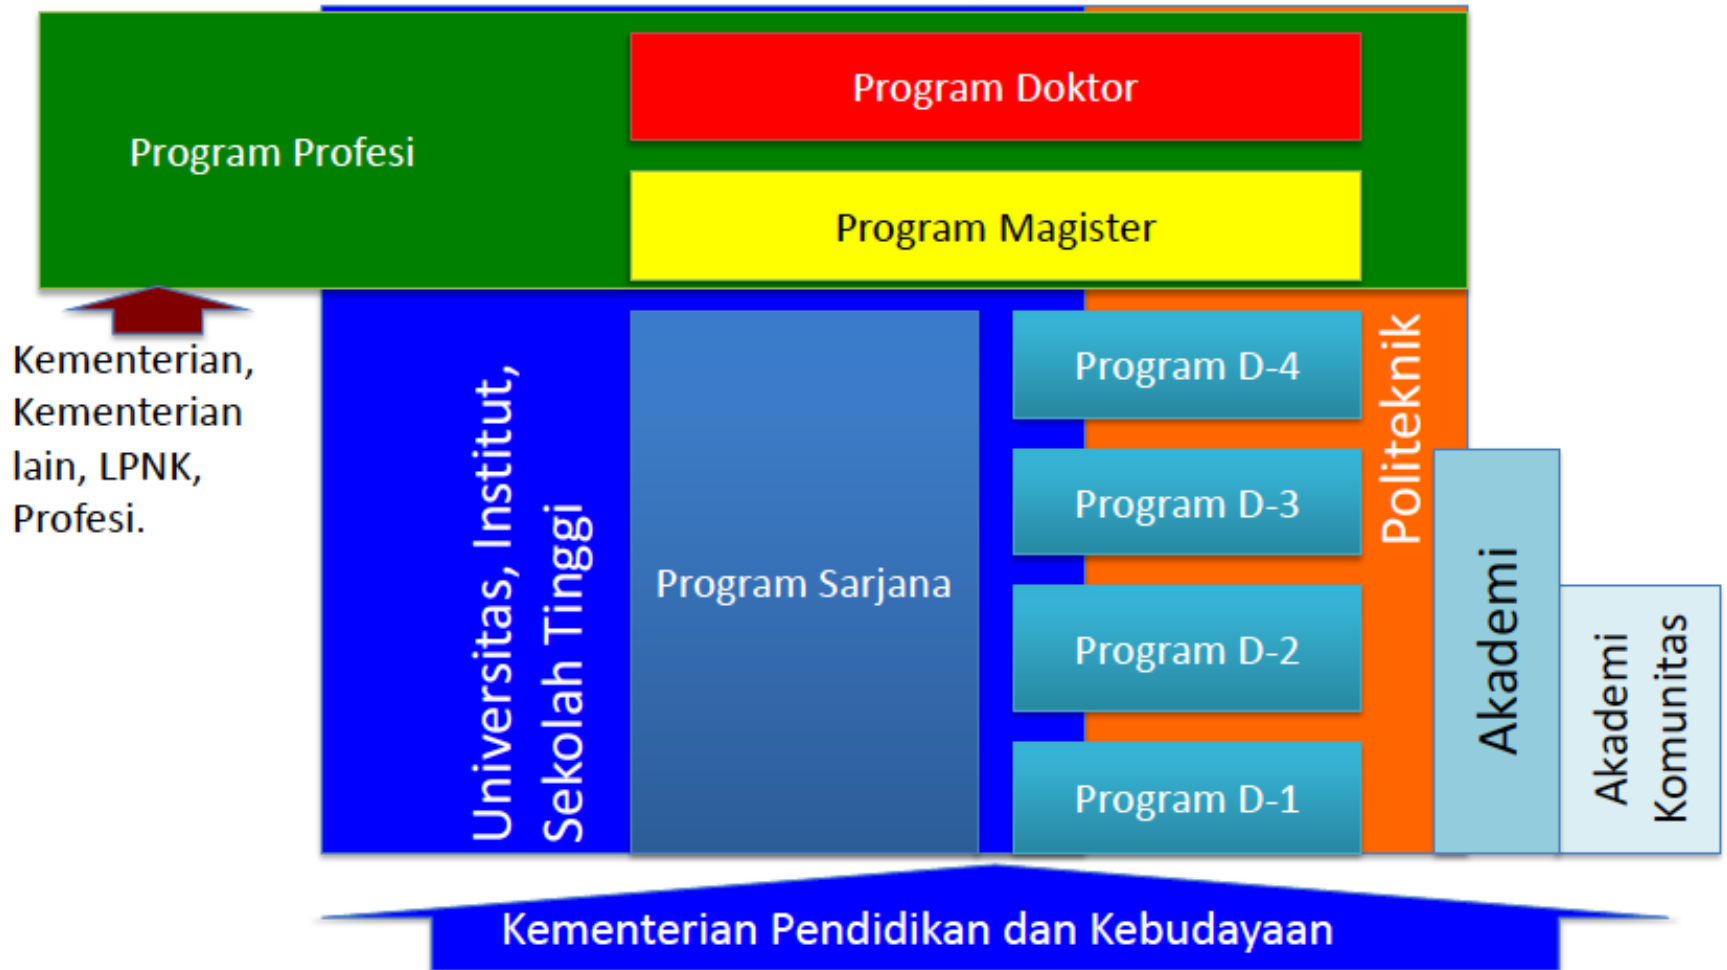 Program Doktor
Program Profesi
Program Magister
Kementerian,
Kementerian
lain, LPNK,
Profesi.
Universitas, Institut,
Sekolah Tinggi
Program Sarjana
Program D-4
Program D-3
Program D-2
Program D-1
Politeknik
Akademi
Akademi
Komunitas
Kementerian Pendidikan dan Kebudayaan